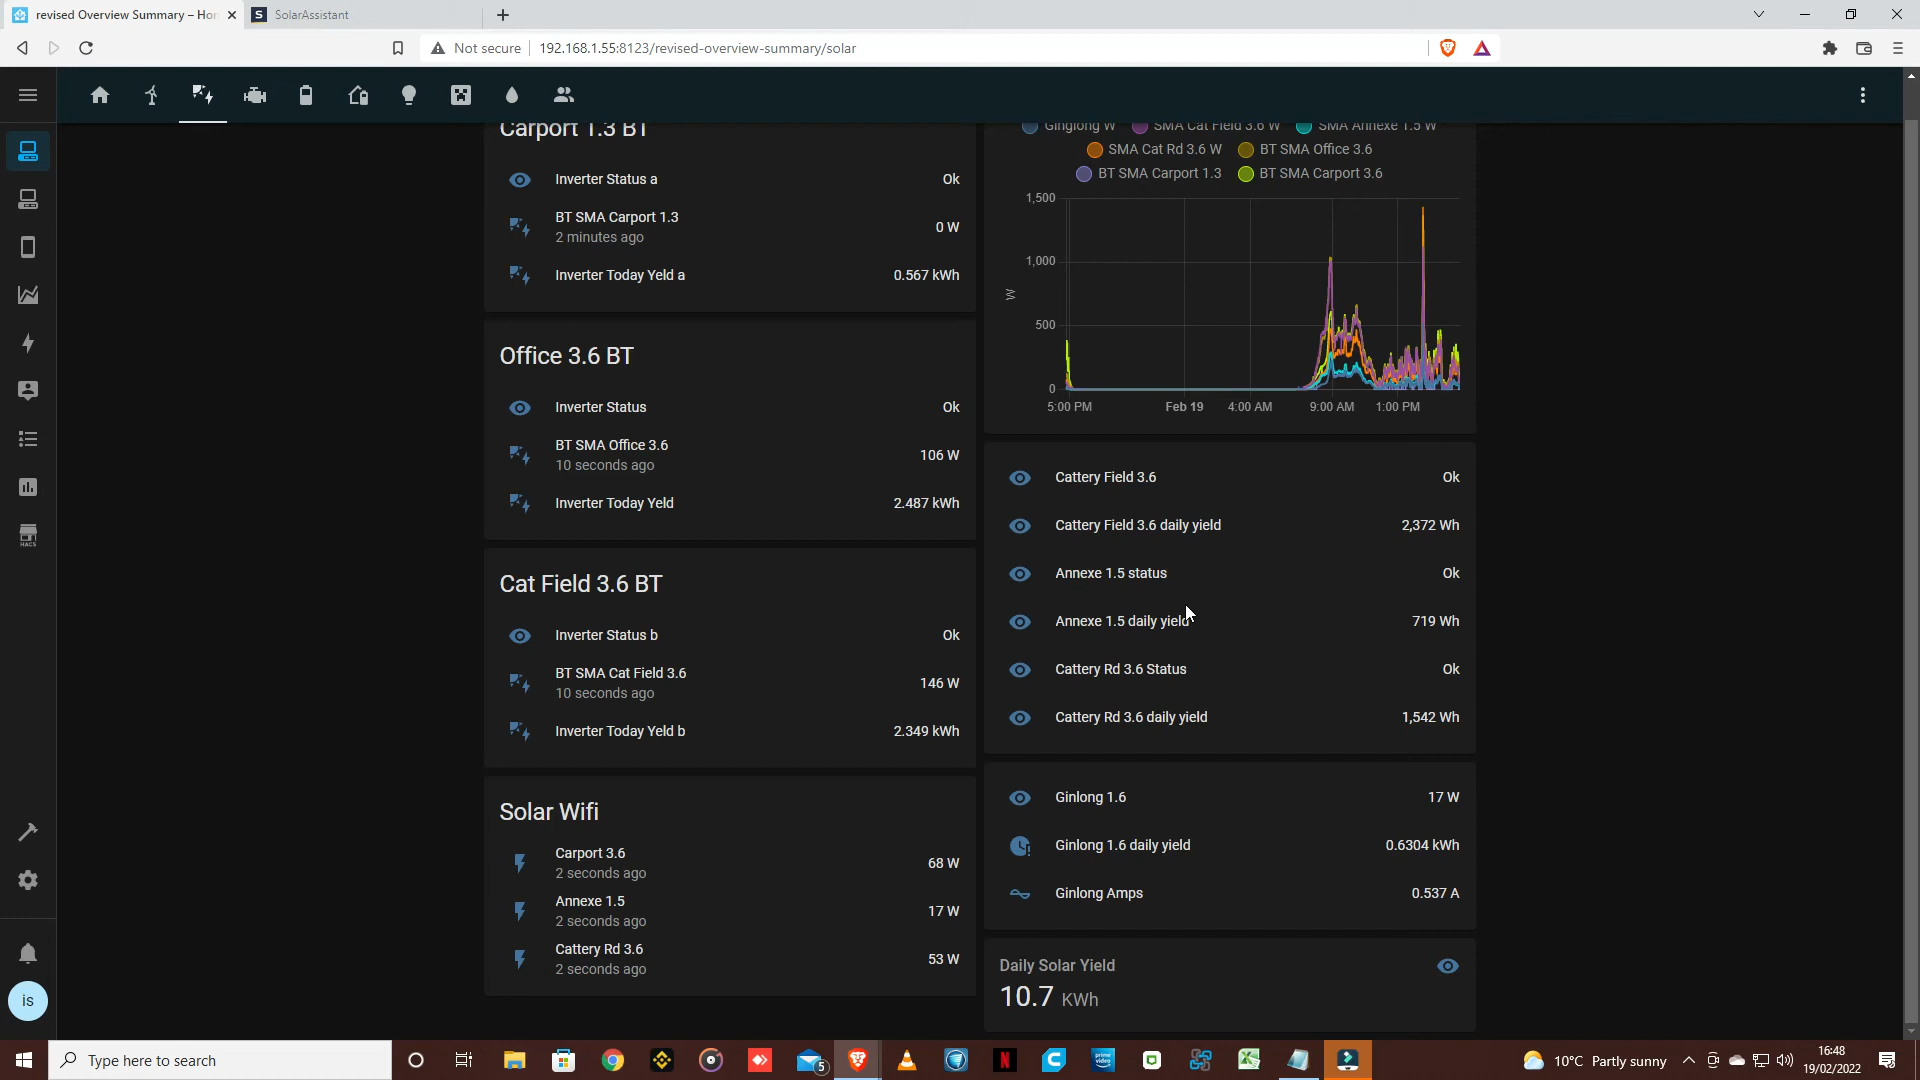 revised Overview Summary – Hor
SolarAssistant
Not secure
192.168.1.55:8123/revised-overview-summary/solar
HACS
is
Carport 1.3 BT
Inverter Status a
Ok
BT SMA Carport 1.3
2 minutes ago
0 W
Inverter Today Yeld a
0.567 kWh
Office 3.6 BT
Inverter Status
Ok
BT SMA Office 3.6
10 seconds ago
106 W
Inverter Today Yeld
2.487 kWh
Cat Field 3.6 BT
Inverter Status b
Ok
BT SMA Cat Field 3.6
10 seconds ago
146 W
Inverter Today Yeld b
2.349 kWh
Solar Wifi
Carport 3.6
2 seconds ago
68 W
Annexe 1.5
2 seconds ago
17 W
Cattery Rd 3.6
2 seconds ago
53 W
Ginglong W SMA Cat Field 3.6 W SMA Annexe 1.5 W
SMA Cat Rd 3.6 W BT SMA Office 3.6
BT SMA Carport 1.3 BT SMA Carport 3.6
1,500
1,000
W
500
0
5:00 PM Feb 19 4:00 AM 9:00 AM 1:00 PM
Cattery Field 3.6
Ok
Cattery Field 3.6 daily yield
2,372 Wh
Annexe 1.5 status
Ok
Annexe 1.5 daily yield
719 Wh
Cattery Rd 3.6 Status
Ok
Cattery Rd 3.6 daily yield
1,542 Wh
Ginlong 1.6
17 W
Ginlong 1.6 daily yield
0.6304 kWh
Ginlong Amps
0.537 A
Daily Solar Yield
10.7 KWh
Type here to search
5
prime video
10°C Partly sunny
16:48
19/02/2022